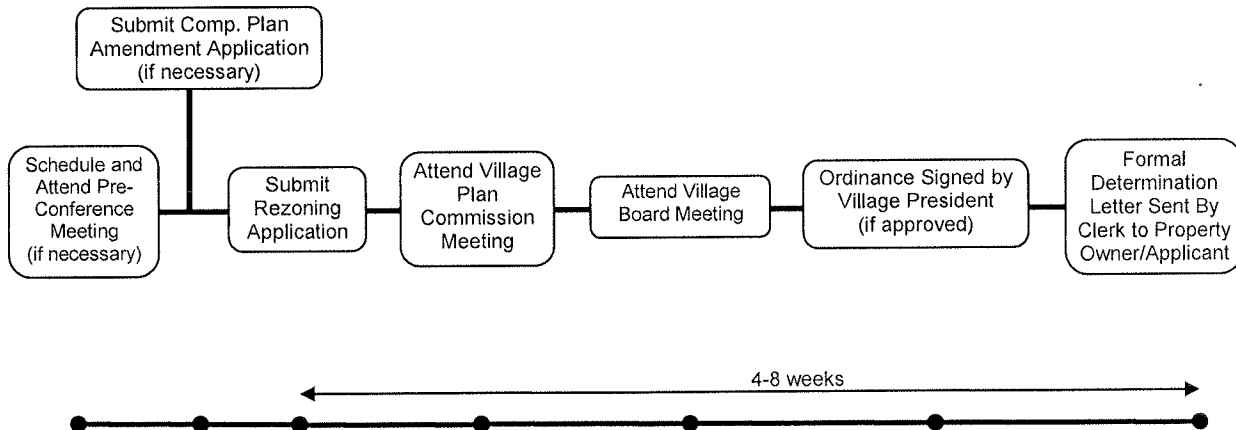 Submit Comp. Plan
Amendment Application
(if necessary)
Schedule and
Attend Pre-
Conference
Meeting
(if necessary)
Submit
Rezoning
Application
Attend Village
Plan
Commission
Meeting
Attend Village
Board Meeting
Ordinance Signed by
Village President
(if approved)
Formal
Determination
Letter Sent By
Clerk to Property
Owner/Applicant
4-8 weeks